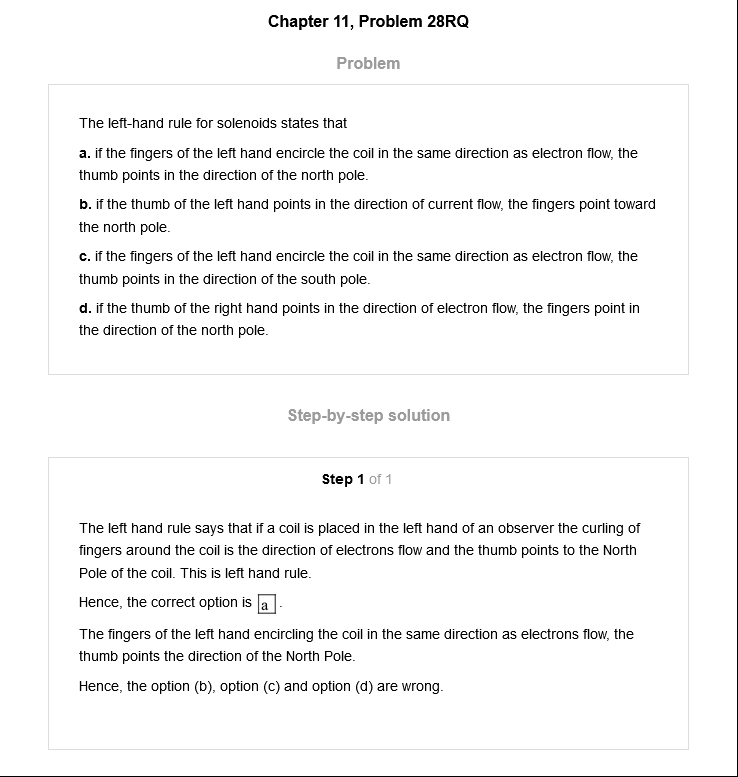 Chapter 11, Problem 28RQ
Problem
The left-hand rule for solenoids states that
a. if the fingers of the left hand encircle the coil in the same direction as electron flow, the
thumb points in the direction of the north pole.
b. if the thumb of the left hand points in the direction of current flow, the fingers point toward
the north pole.
c. if the fingers of the left hand encircle the coil in the same direction as electron flow, the
thumb points in the direction of the south pole.
d. if the thumb of the right hand points in the direction of electron flow, the fingers point in
the direction of the north pole.
Step-by-step solution
Step 1 of 1
The left hand rule says that if a coil is placed in the left hand of an observer the curling of
fingers around the coil is the direction of electrons flow and the thumb points to the North
Pole of the coil. This is left hand rule.
Hence, the correct option is a.
The fingers of the left hand encircling the coil in the same direction as electrons flow, the
thumb points the direction of the North Pole.
Hence, the option (b), option (c) and option (d) are wrong.